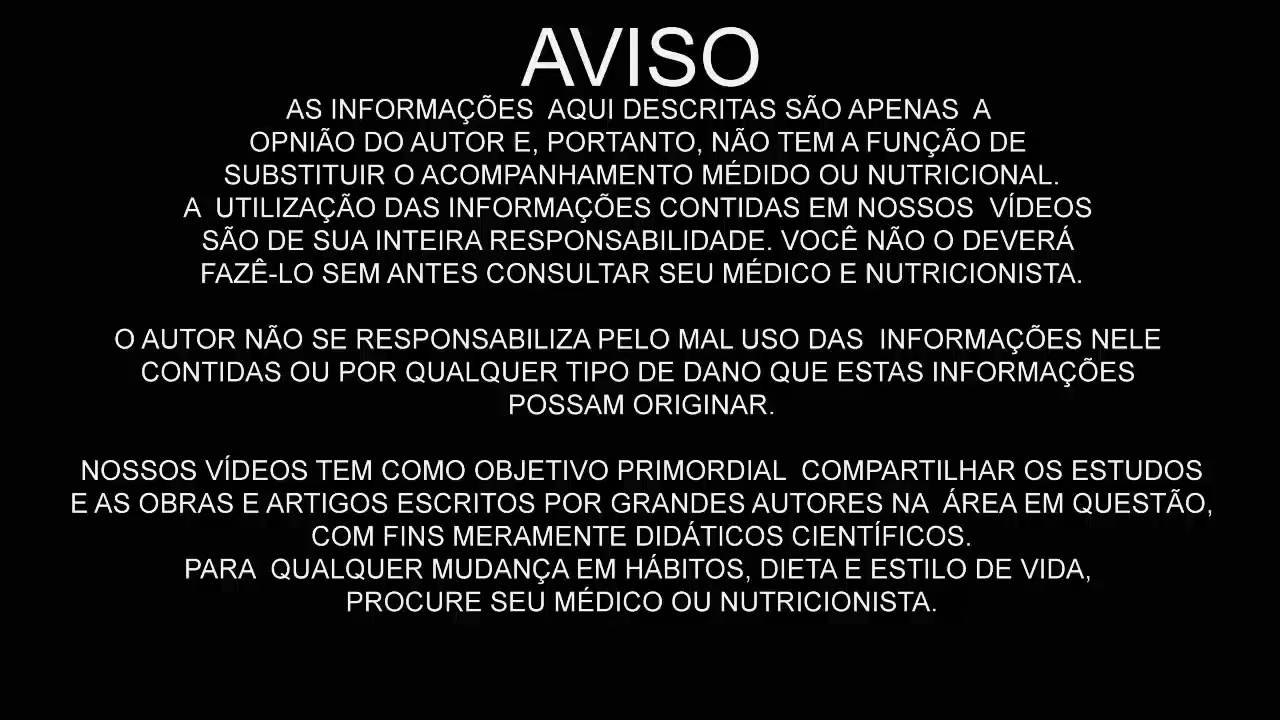 AVISO
AS INFORMAÇÕES AQUI DESCRITAS SÃO APENAS A
OPNIÃO DO AUTOR E, PORTANTO, NÃO TEM A FUNÇÃO DE
SUBSTITUIR O ACOMPANHAMENTO MÉDIDO OU NUTRICIONAL.
A UTILIZAÇÃO DAS INFORMAÇÕES CONTIDAS EM NOSSOS VÍDEOS
SÃO DE SUA INTEIRA RESPONSABILIDADE. VOCÊ NÃO O DEVERÁ
FAZÊ-LO SEM ANTES CONSULTAR SEU MÉDICO E NUTRICIONISTA.
O AUTOR NÃO SE RESPONSABILIZA PELO MAL USO DAS INFORMAÇÕES NELE
CONTIDAS OU POR QUALQUER TIPO DE DANO QUE ESTAS INFORMAÇÕES
POSSAM ORIGINAR.
NOSSOS VÍDEOS TEM COMO OBJETIVO PRIMORDIAL COMPARTILHAR OS ESTUDOS
E AS OBRAS E ARTIGOS ESCRITOS POR GRANDES AUTORES NA ÁREA EM QUESTÃO,
COM FINS MERAMENTE DIDÁTICOS CIENTÍFICOS.
PARA QUALQUER MUDANÇA EM HÁBITOS, DIETA E ESTILO DE VIDA,
PROCURE SEU MÉDICO OU NUTRICIONISTA.